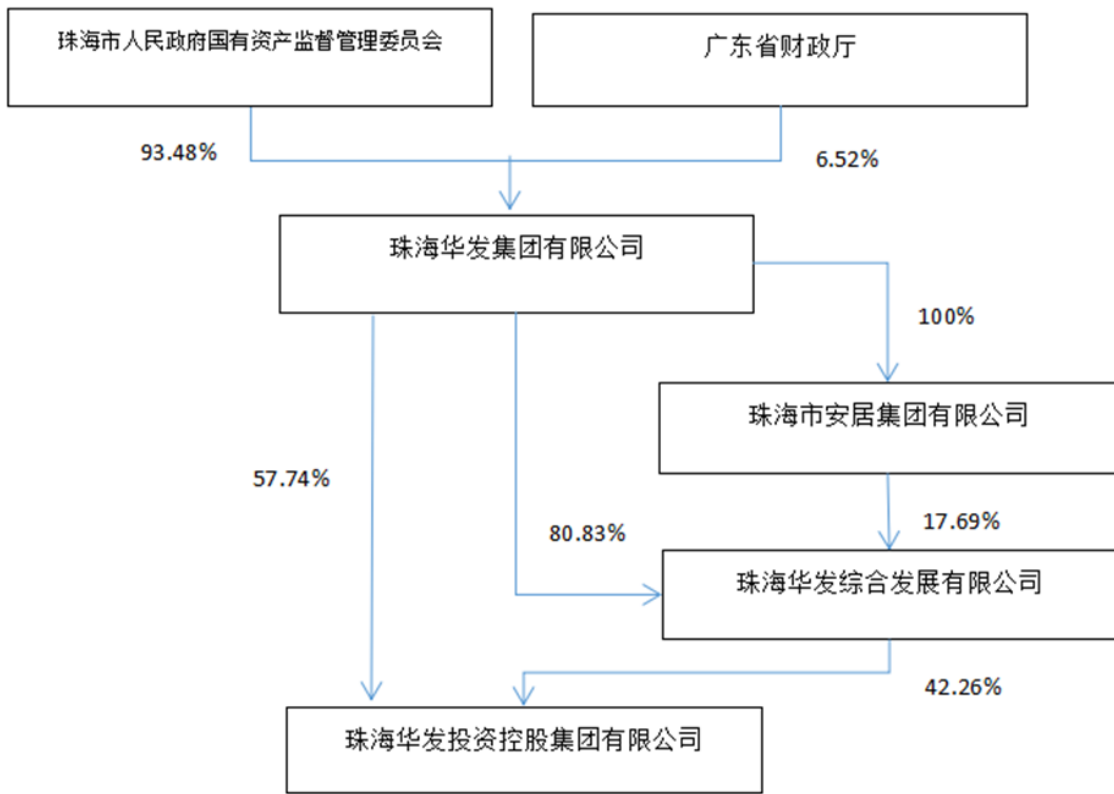 珠海市人民政府国有资产监督管理委员会
广东省财政厅
93.48%
6.52%
珠海华发集团有限公司
100%
珠海市安居集团有限公司
57.74%
17.69%
80.83%
珠海华发综合发展有限公司
42.26%
珠海华发投资控股集团有限公司